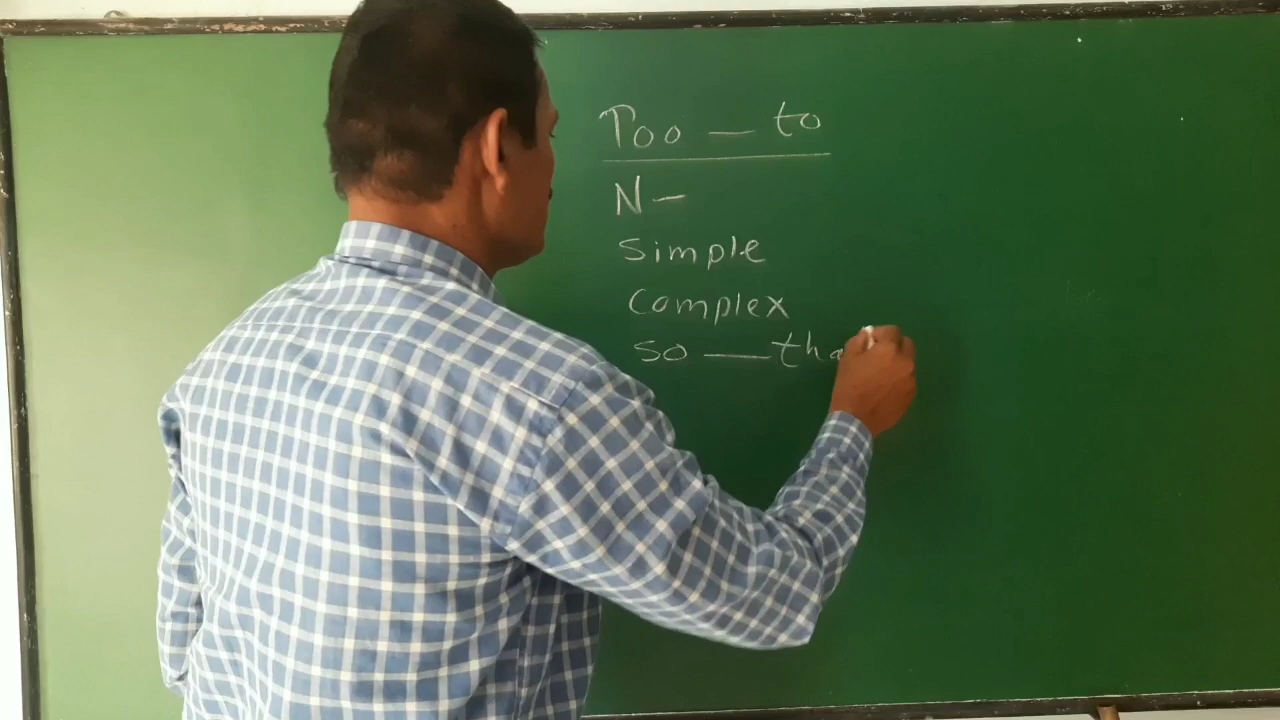 Too — to
N –
Simple
Complex
So — tha